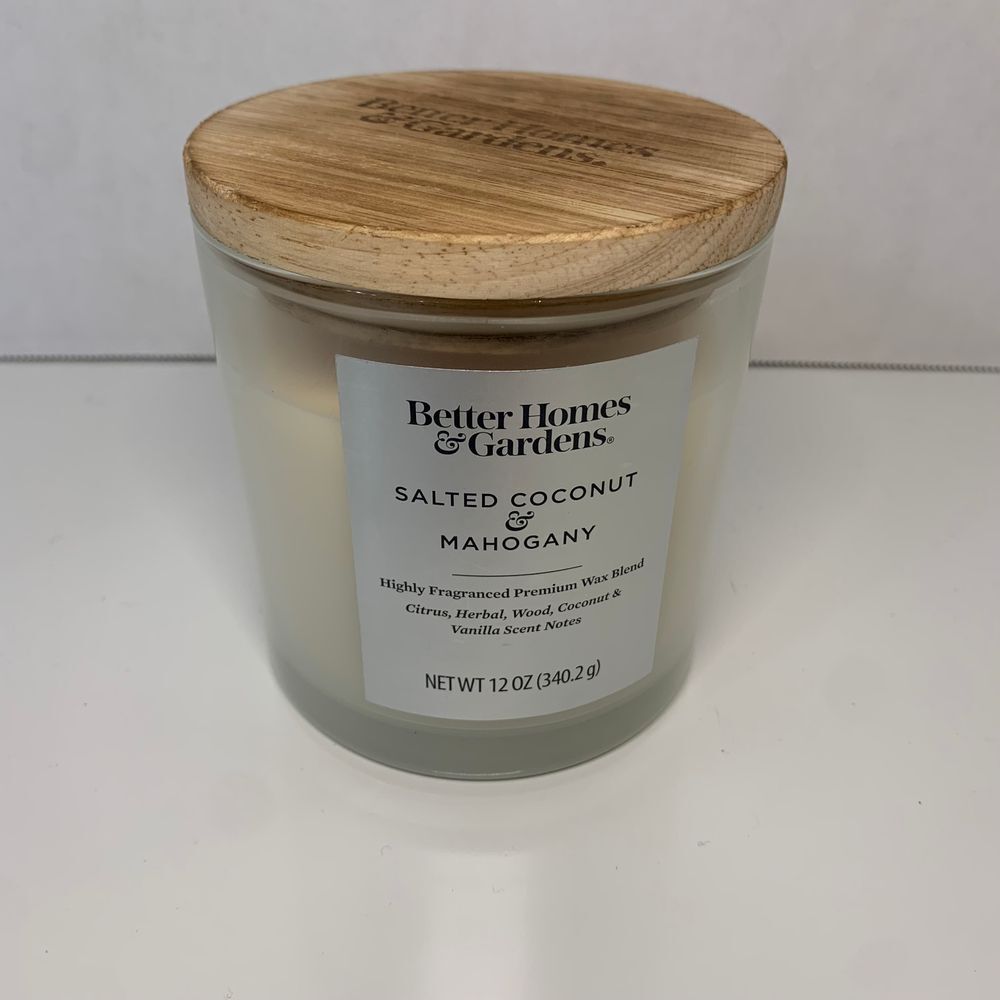 Better Homes
& Gardens.
Better Homes
& Gardens®
SALTED COCONUT
&
MAHOGANY
Highly Fragranced Premium Wax Blend
Citrus, Herbal, Wood, Coconut &
Vanilla Scent Notes
NET WT 12 OZ (340.2 g)